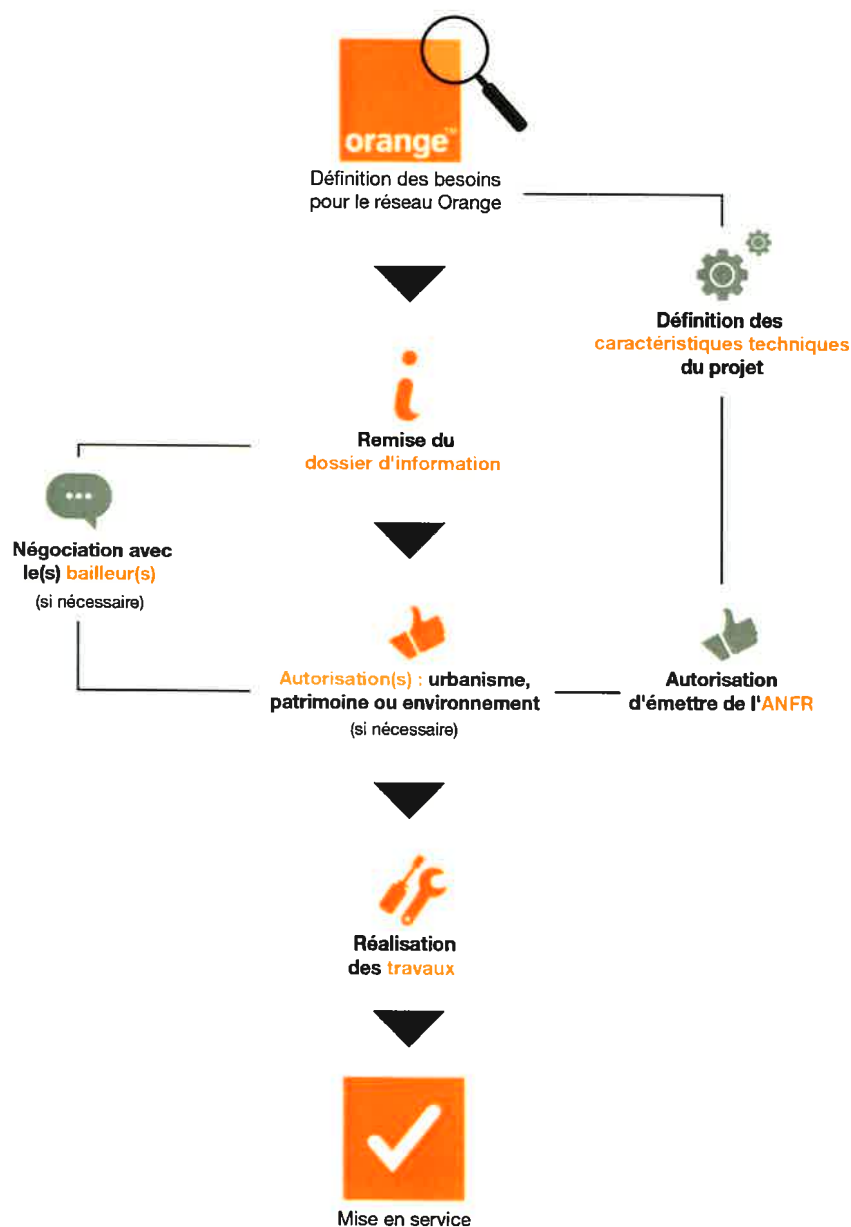 orange™
Définition des besoins
pour le réseau Orange
Définition des
caractéristiques techniques
du projet
Remise du
dossier d'information
Négociation avec
le(s) bailleur(s)
(si nécessaire)
Autorisation(s) : urbanisme,
patrimoine ou environnement
(si nécessaire)
Autorisation
d'émettre de l'ANFR
Réalisation
des travaux
Mise en service